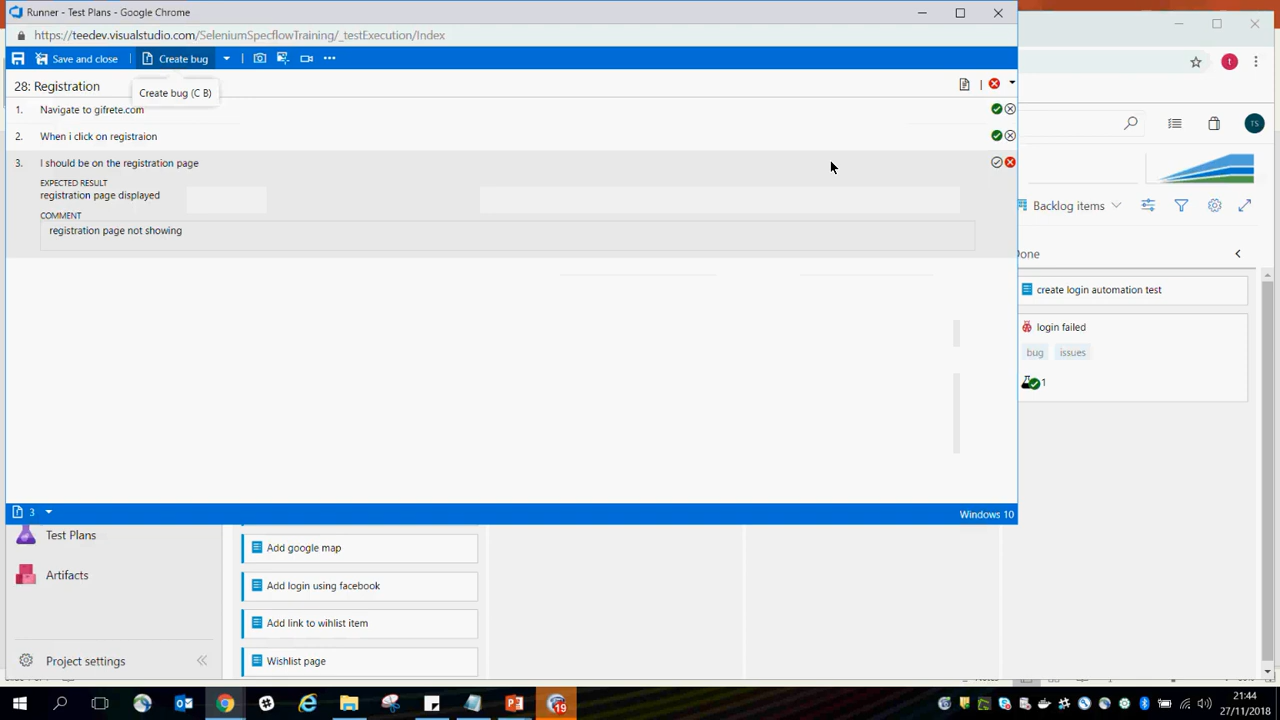 Runner - Test Plans - Google Chrome
https://teedev.visualstudio.com/SeleniumSpecflowTraining/_testExecution/Index
Save and close
Create bug
28: Registration
Create bug (C B)
1. Navigate to gifrete.com
2. When i click on registraion
3. I should be on the registration page
EXPECTED RESULT
registration page displayed
COMMENT
registration page not showing
3
Windows 10
t
TS
Backlog items
create login automation test
login failed
bug issues
1
Test Plans
Artifacts
Project settings
Add google map
Add login using facebook
Add link to wihlist item
Wishlist page
19
21:44
27/11/2018